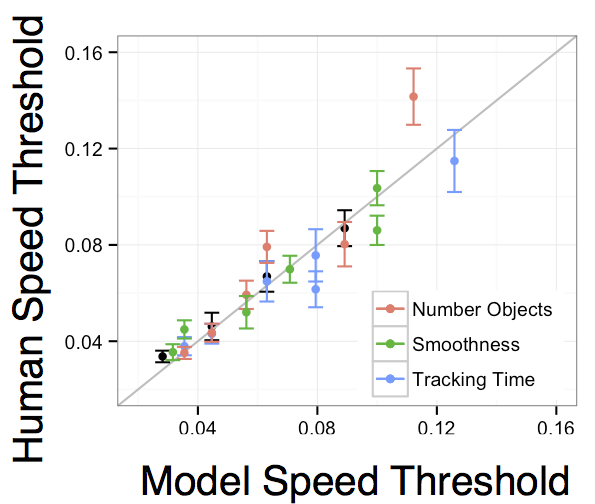 Human Speed Threshold
0.16
0.12
0.08
0.04
Number Objects
Smoothness
Tracking Time
0.04 0.08 0.12 0.16
Model Speed Threshold